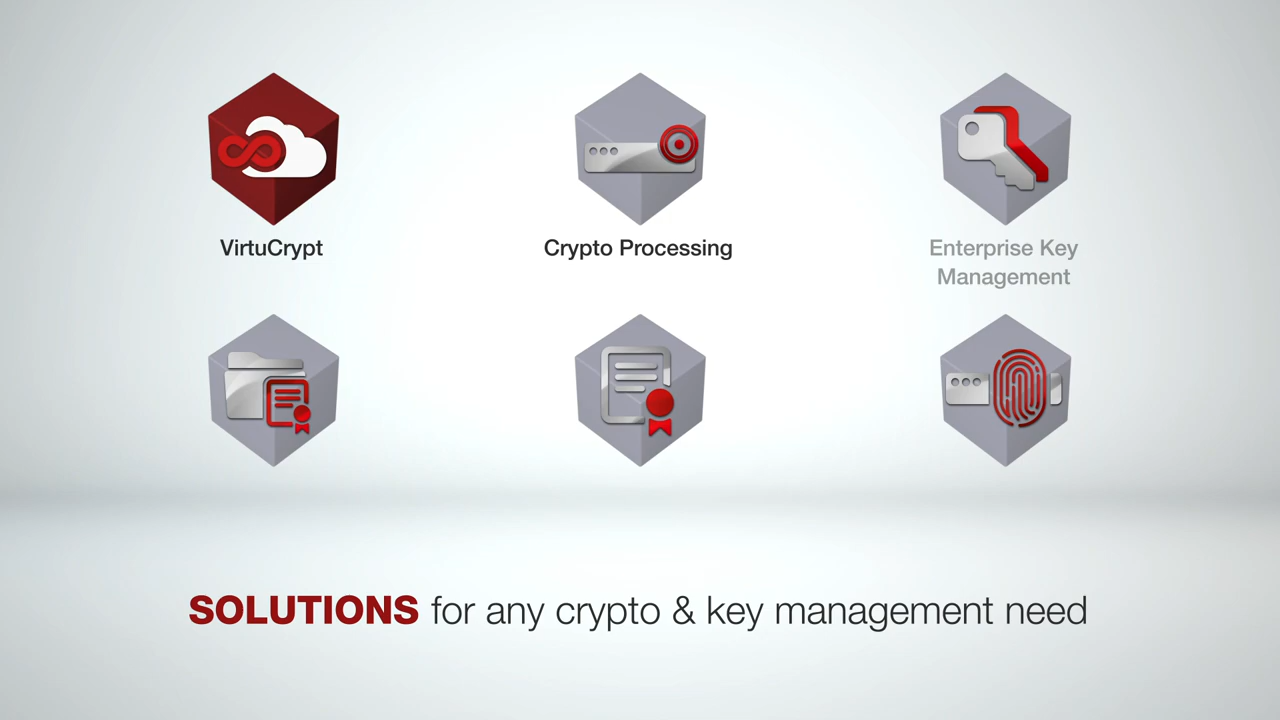 VirtuCrypt
Crypto Processing
Enterprise Key
Management
SOLUTIONS for any crypto & key management need